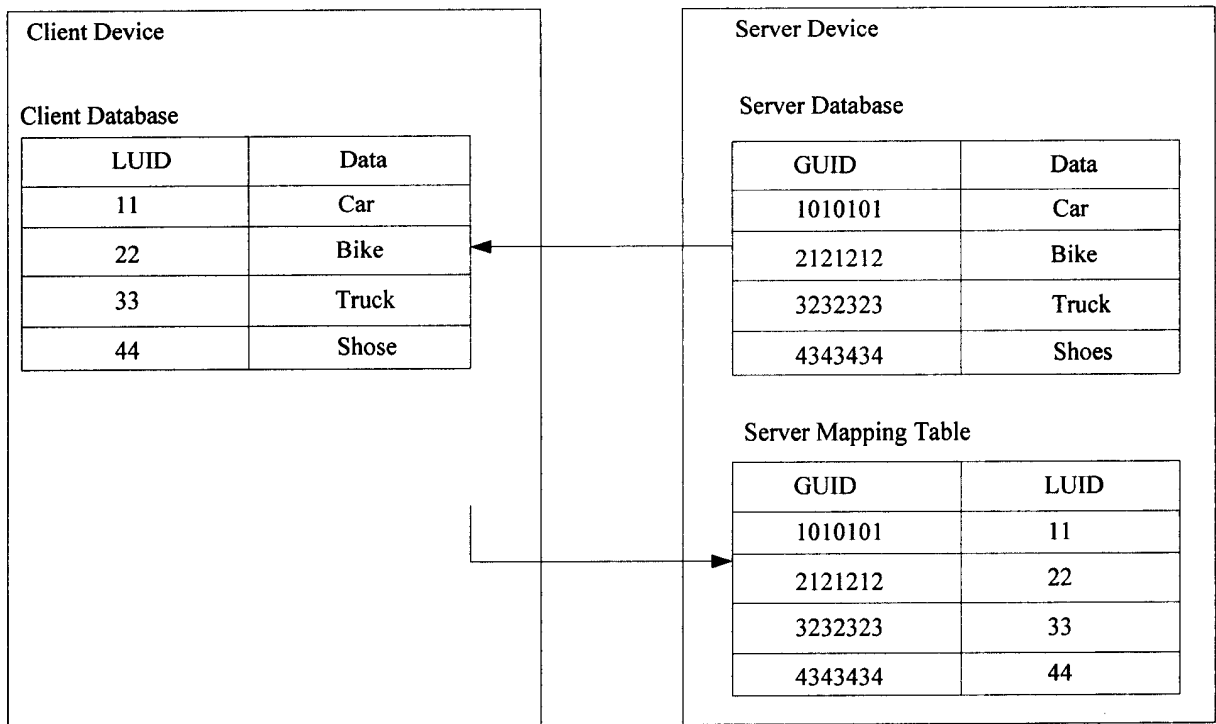 Client Device
Client Database
LUID Data
11 Car
22 Bike
33 Truck
44 Shose
Server Device
Server Database
GUID Data
1010101 Car
2121212 Bike
3232323 Truck
4343434 Shoes
Server Mapping Table
GUID LUID
1010101 11
2121212 22
3232323 33
4343434 44